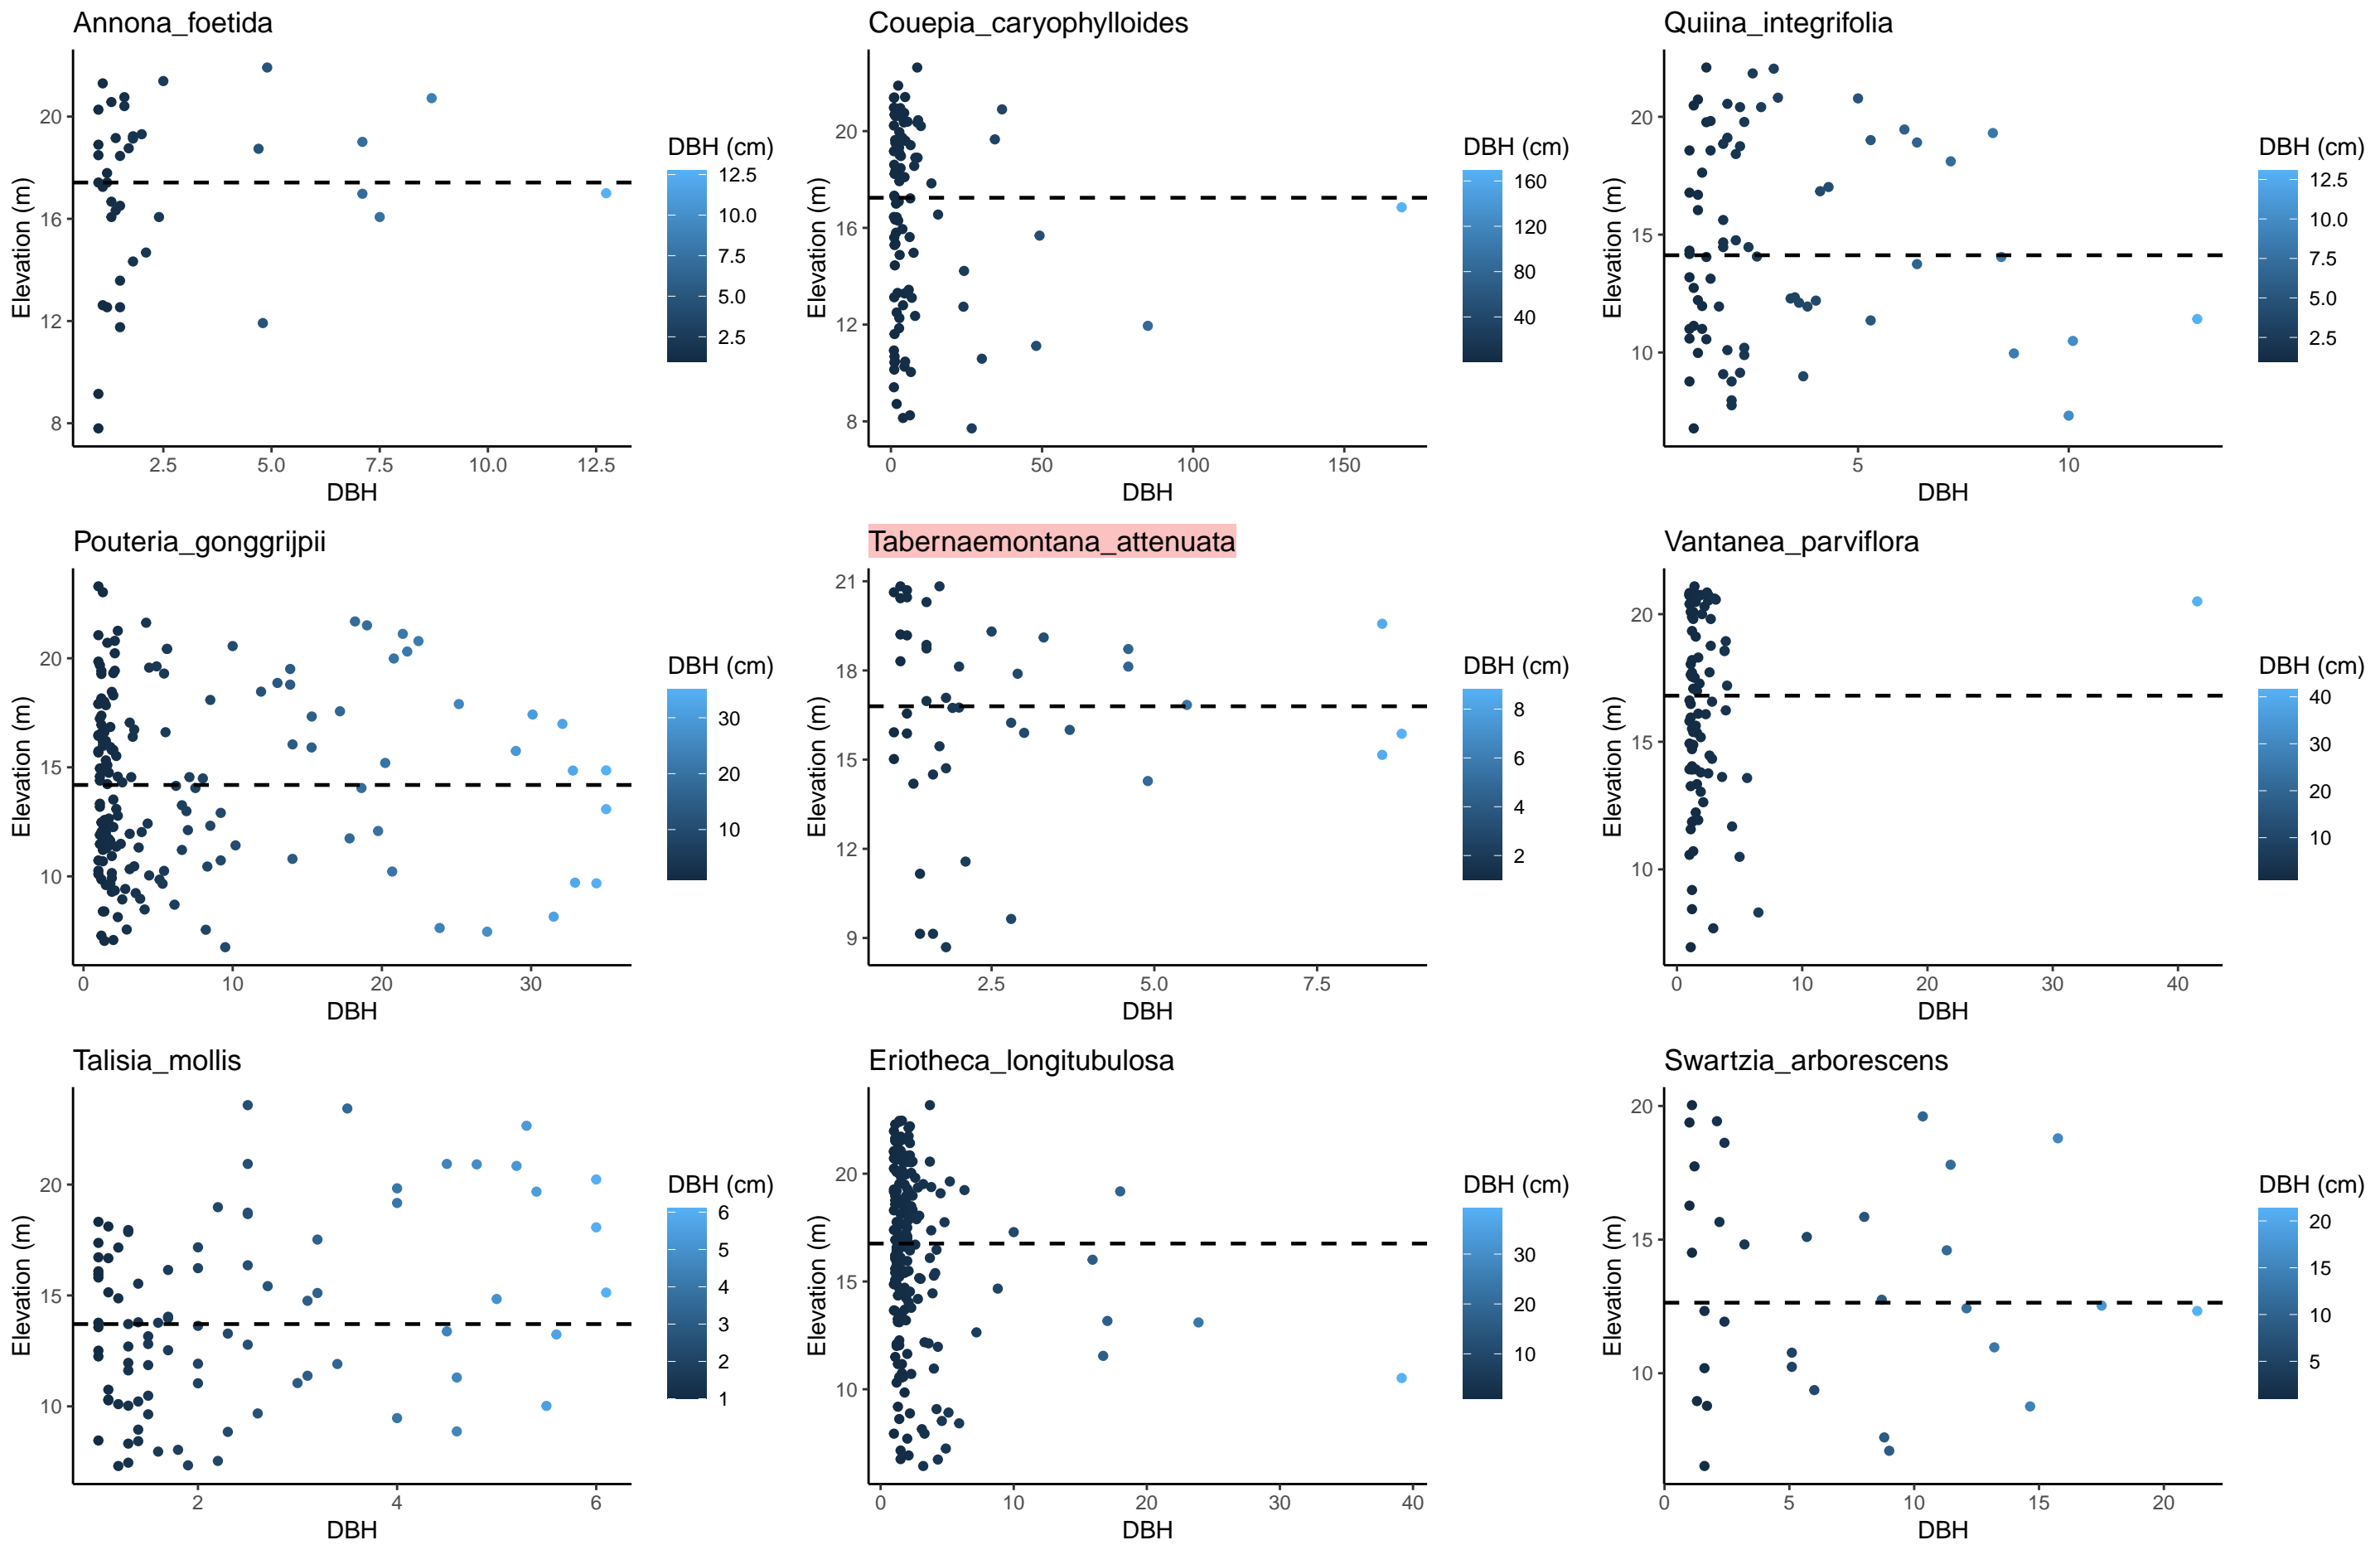 Annona_foetida
Elevation (m)
20
16
12
8
2.5
5.0
7.5
10.0
12.5
DBH
DBH (cm)
12.5
10.0
7.5
5.0
2.5
Couepia_caryophylloides
Elevation (m)
20
16
12
8
0
50
100
150
DBH
DBH (cm)
160
120
80
40
Quiina_integrifolia
Elevation (m)
20
15
10
5
10
DBH
DBH (cm)
12.5
10.0
7.5
5.0
2.5
Pouteria_gonggrijpii
Elevation (m)
20
15
10
0
10
20
30
DBH
DBH (cm)
30
20
10
Tabernaemontana_attenuata
Elevation (m)
21
18
15
12
9
2.5
5.0
7.5
DBH
DBH (cm)
8
6
4
2
Vantanea_parviflora
Elevation (m)
20
15
10
0
10
20
30
40
DBH
DBH (cm)
40
30
20
10
Talisia_mollis
Elevation (m)
20
15
10
2
4
6
DBH
DBH (cm)
6
5
4
3
2
1
Eriotheca_longitubulosa
Elevation (m)
20
15
10
0
10
20
30
40
DBH
DBH (cm)
30
20
10
Swartzia_arborescens
Elevation (m)
20
15
10
0
5
10
15
20
DBH
DBH (cm)
20
15
10
5